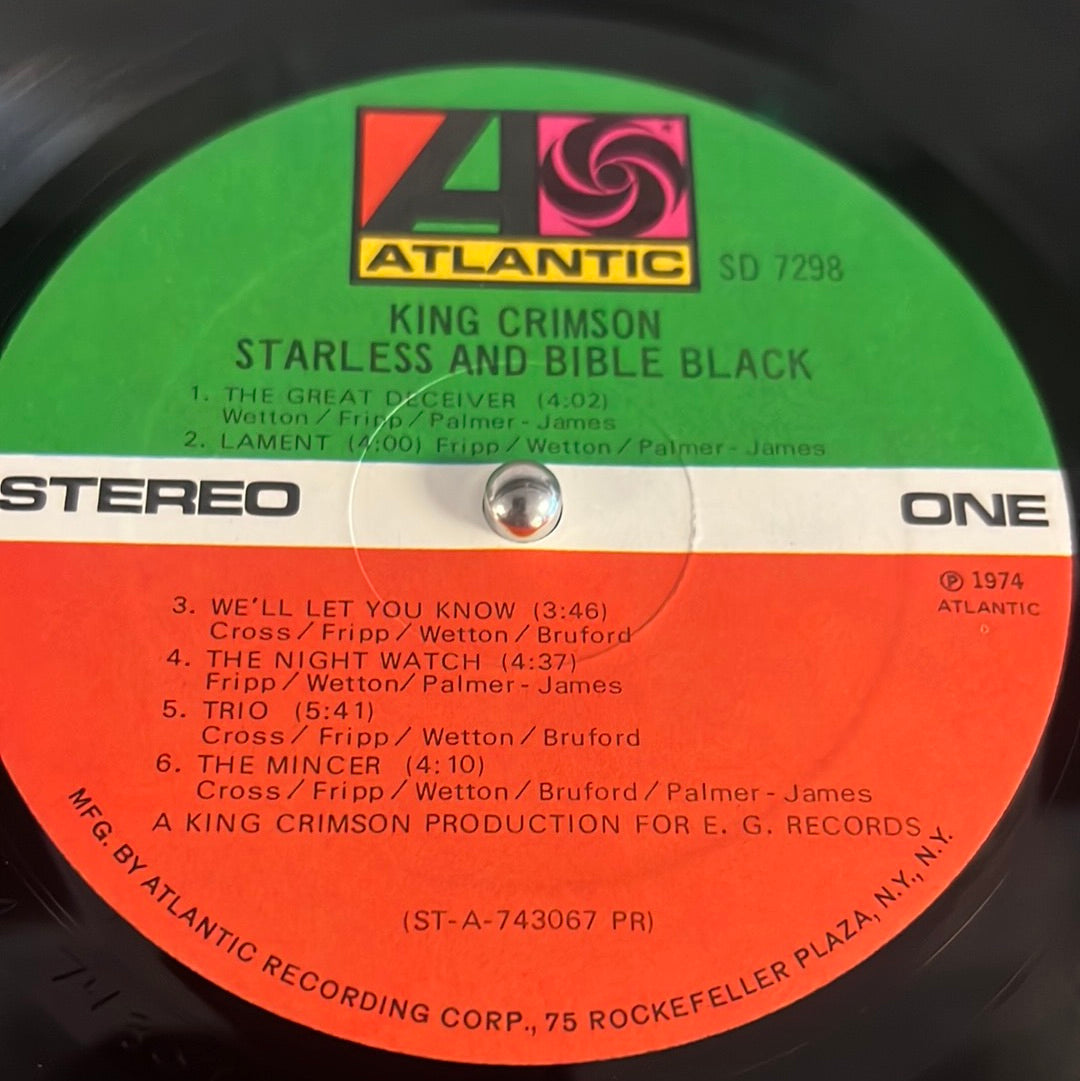 ATLANTIC
SD 7298
KING CRIMSON
STARLESS AND BIBLE BLACK
1. THE GREAT DECEIVER (4:02)
Wetton / Fripp / Palmer - James
2. LAMENT (4:00) Fripp / Wetton / Palmer - James
STEREO
ONE
Ⓟ 1974
ATLANTIC
3. WE'LL LET YOU KNOW (3:46)
Cross / Fripp / Wetton / Bruford
4. THE NIGHT WATCH (4:37)
Fripp / Wetton / Palmer - James
5. TRIO (5:41)
Cross / Fripp / Wetton / Bruford
6. THE MINCER (4:10)
Cross / Fripp / Wetton / Bruford / Palmer - James
A KING CRIMSON PRODUCTION FOR E. G. RECORDS
(ST-A-743067 PR)
MFG. BY ATLANTIC RECORDING CORP., 75 ROCKEFELLER PLAZA, N.Y., N.Y.